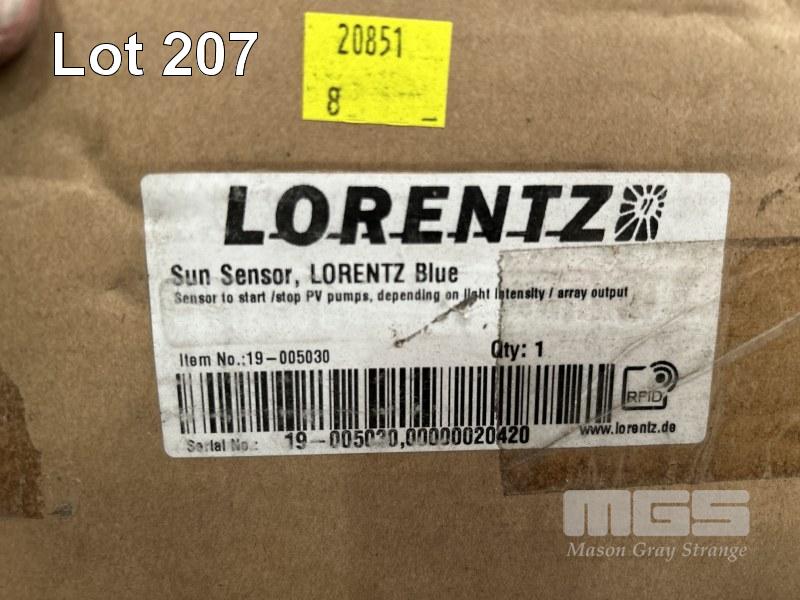 Lot 207
20851
8
LORENTZ
Sun Sensor, LORENTZ Blue
Sensor to start /stop PV pumps, depending on light intensity / array output
Item No.:19-005030
Qty: 1
RFID
Serial No.: 19-005030,00000020420
www.lorentz.de
MGS
Mason Gray Strange